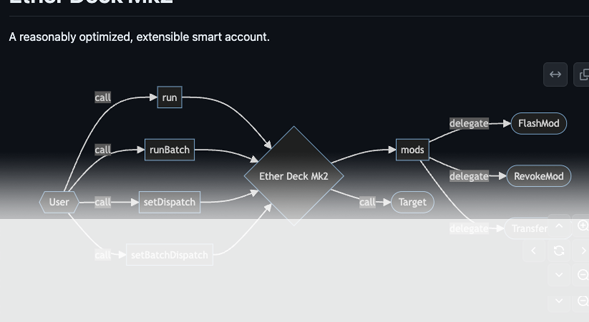 Ether Deck Mk2
A reasonably optimized, extensible smart account.
call
run
delegate
FlashMod
call
runBatch
mods
Ether Deck Mk2
delegate
RevokeMod
User
call
setDispatch
call
Target
delegate
Transfer
call
setBatchDispatch